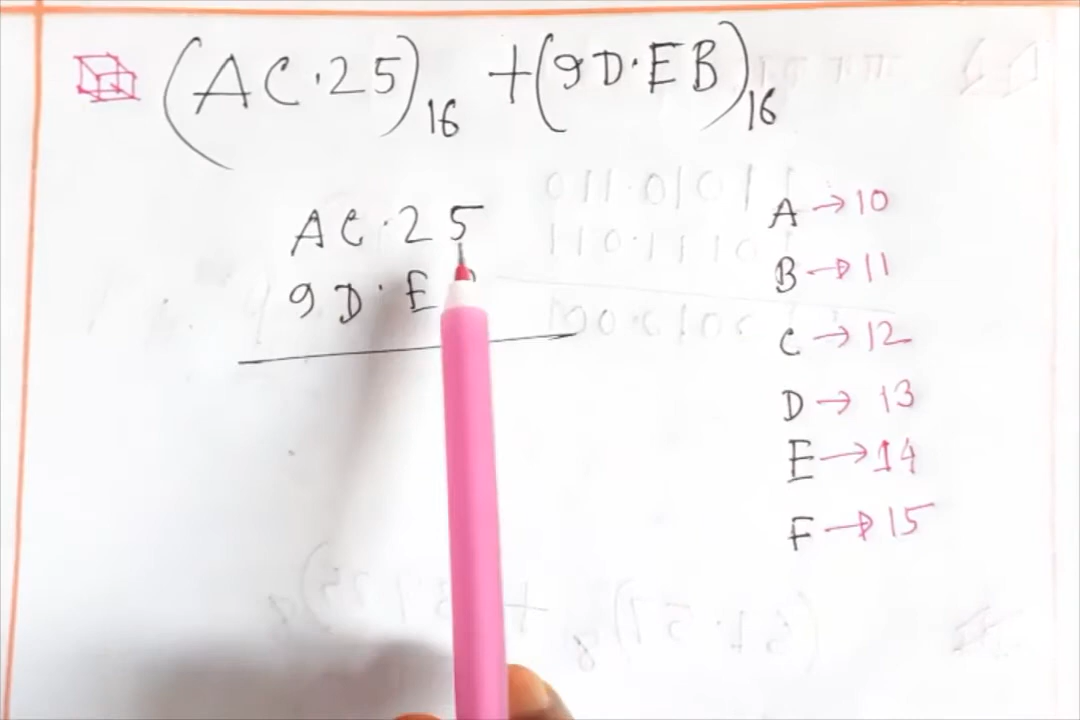 (AC.25)16 +(9D.EB)16
AC.25
9D.E
A→10
B→11
C→12
D→13
E→14
F→15